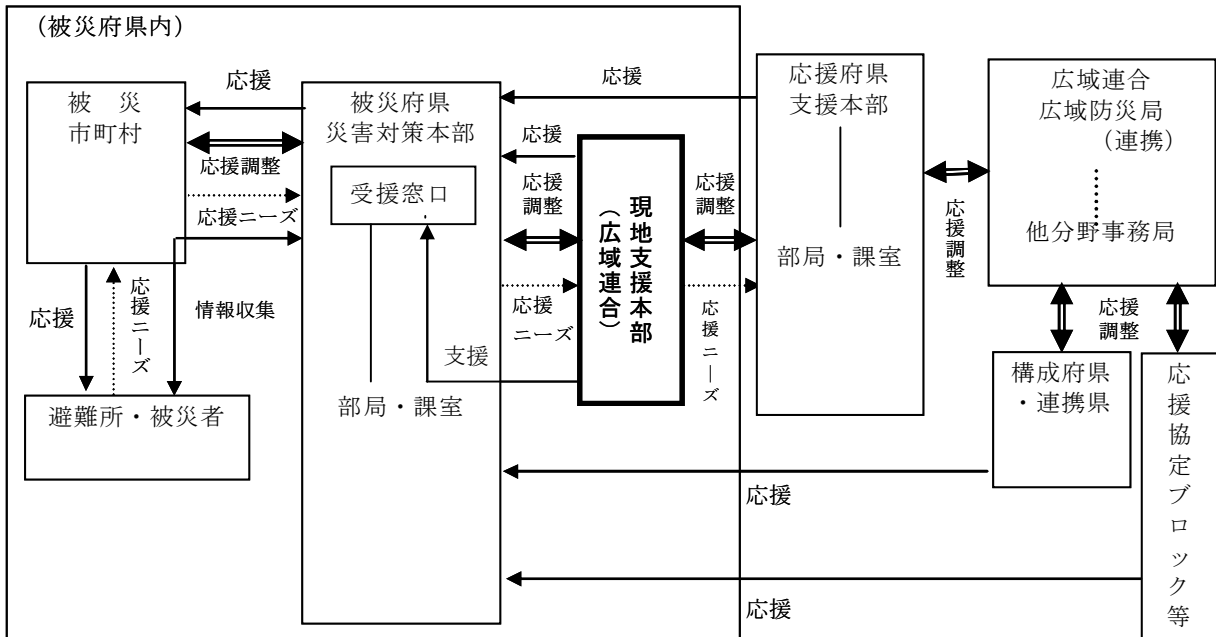 (被災府県内)
被　災
市町村
応援
応援調整
応援ニーズ
情報収集
応援
応援ニーズ
避難所・被災者
被災府県
災害対策本部
受援窓口
支援
部局・課室
応援
応援
応援
調整
応援
ニーズ
現地支援本部
(広域連合)
応援
調整
応援ニーズ
応援府県
支援本部
部局・課室
応援調整
広域連合
広域防災局
(連携)
他分野事務局
応援
調整
構成府県
・連携県
応援協定ブロック等
応援
応援